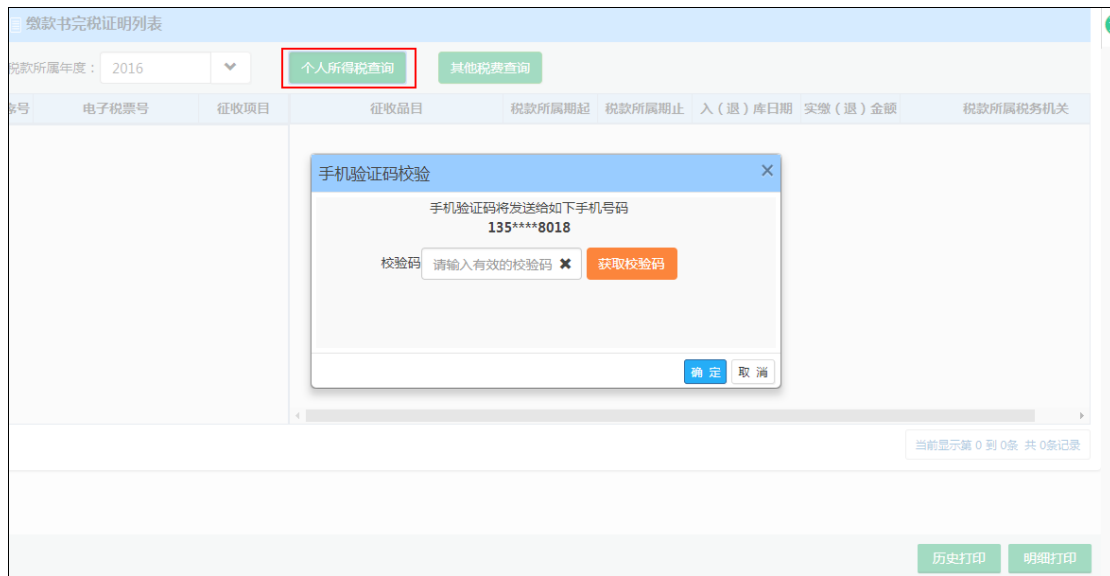 缴款书完税证明列表
税款所属年度： 2016 个人所得税查询 其他税费查询
号 电子税票号 征收项目 征收品目 税款所属期起 税款所属期止 入（退）库日期 实缴（退）金额 税款所属税务机关
手机验证码校验 ×
手机验证码将发送给如下手机号码
135****8018
校验码 请输入有效的校验码 ✖ 获取校验码
确 定 取 消
当前显示第 0 到 0条 共 0条记录
历史打印 明细打印